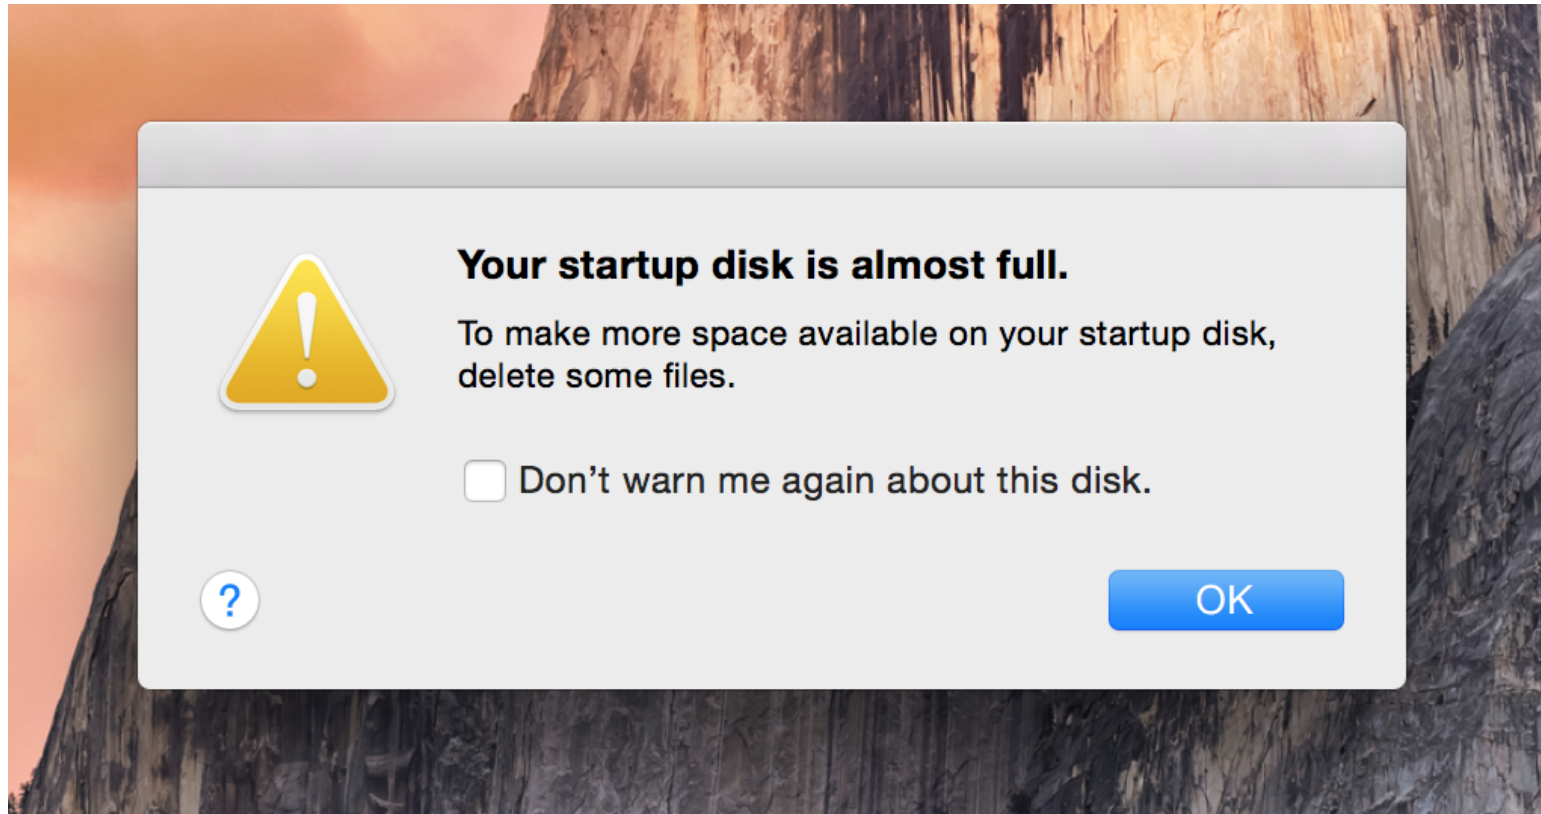 Your startup disk is almost full.
To make more space available on your startup disk,
delete some files.
Don’t warn me again about this disk.
?
OK